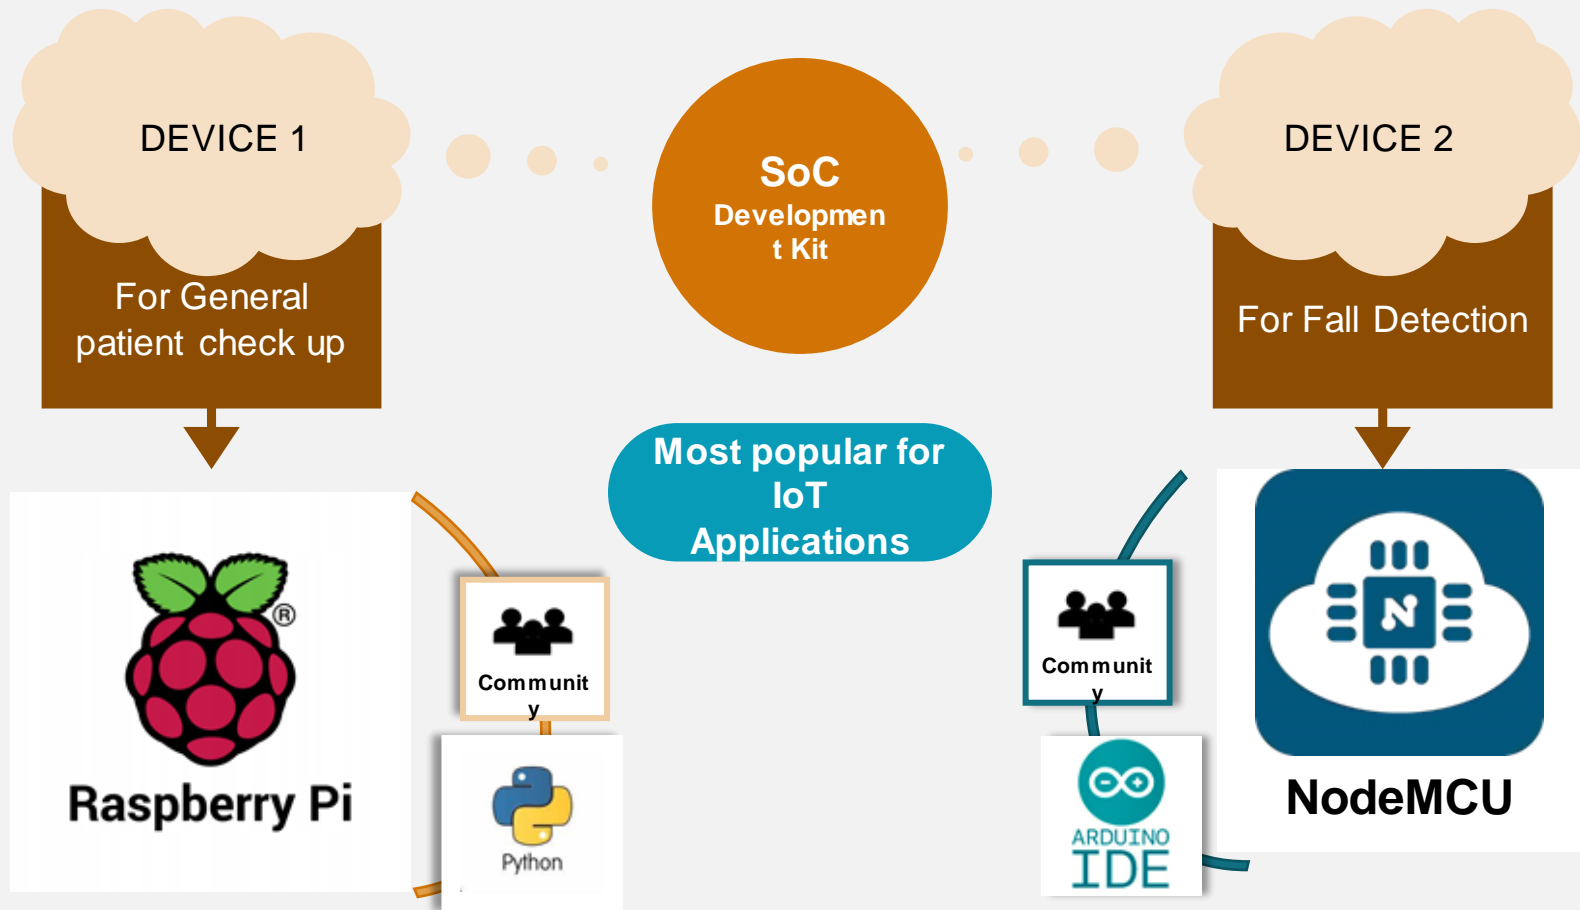 DEVICE 1
SoC
Developmen
t Kit
DEVICE 2
For General
patient check up
For Fall Detection
Most popular for
IoT
Applications
®
Raspberry Pi
Communit
y
Python
Communit
y
ARDUINO
IDE
N
NodeMCU